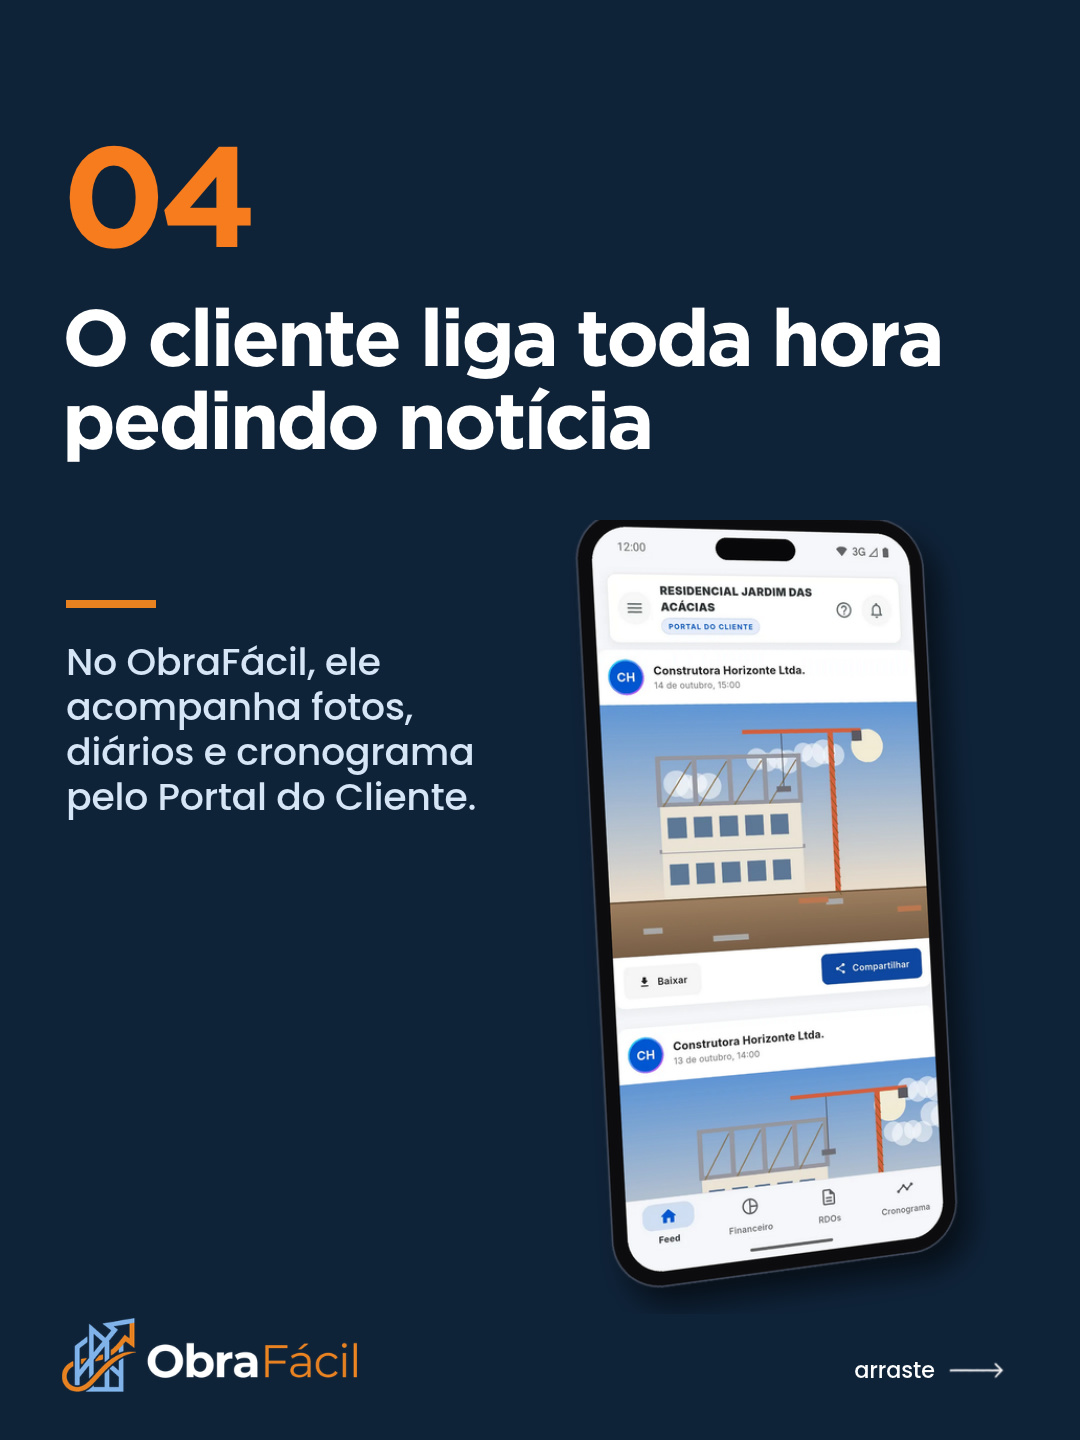 04
O cliente liga toda hora
pedindo notícia
No ObraFácil, ele
acompanha fotos,
diários e cronograma
pelo Portal do Cliente.
12:00
3G
RESIDENCIAL JARDIM DAS
ACÁCIAS
PORTAL DO CLIENTE
CH
Construtora Horizonte Ltda.
14 de outubro, 15:00
Baixar
Compartilhar
CH
Construtora Horizonte Ltda.
13 de outubro, 14:00
Feed
Financeiro
RDOs
Cronograma
ObraFácil
arraste